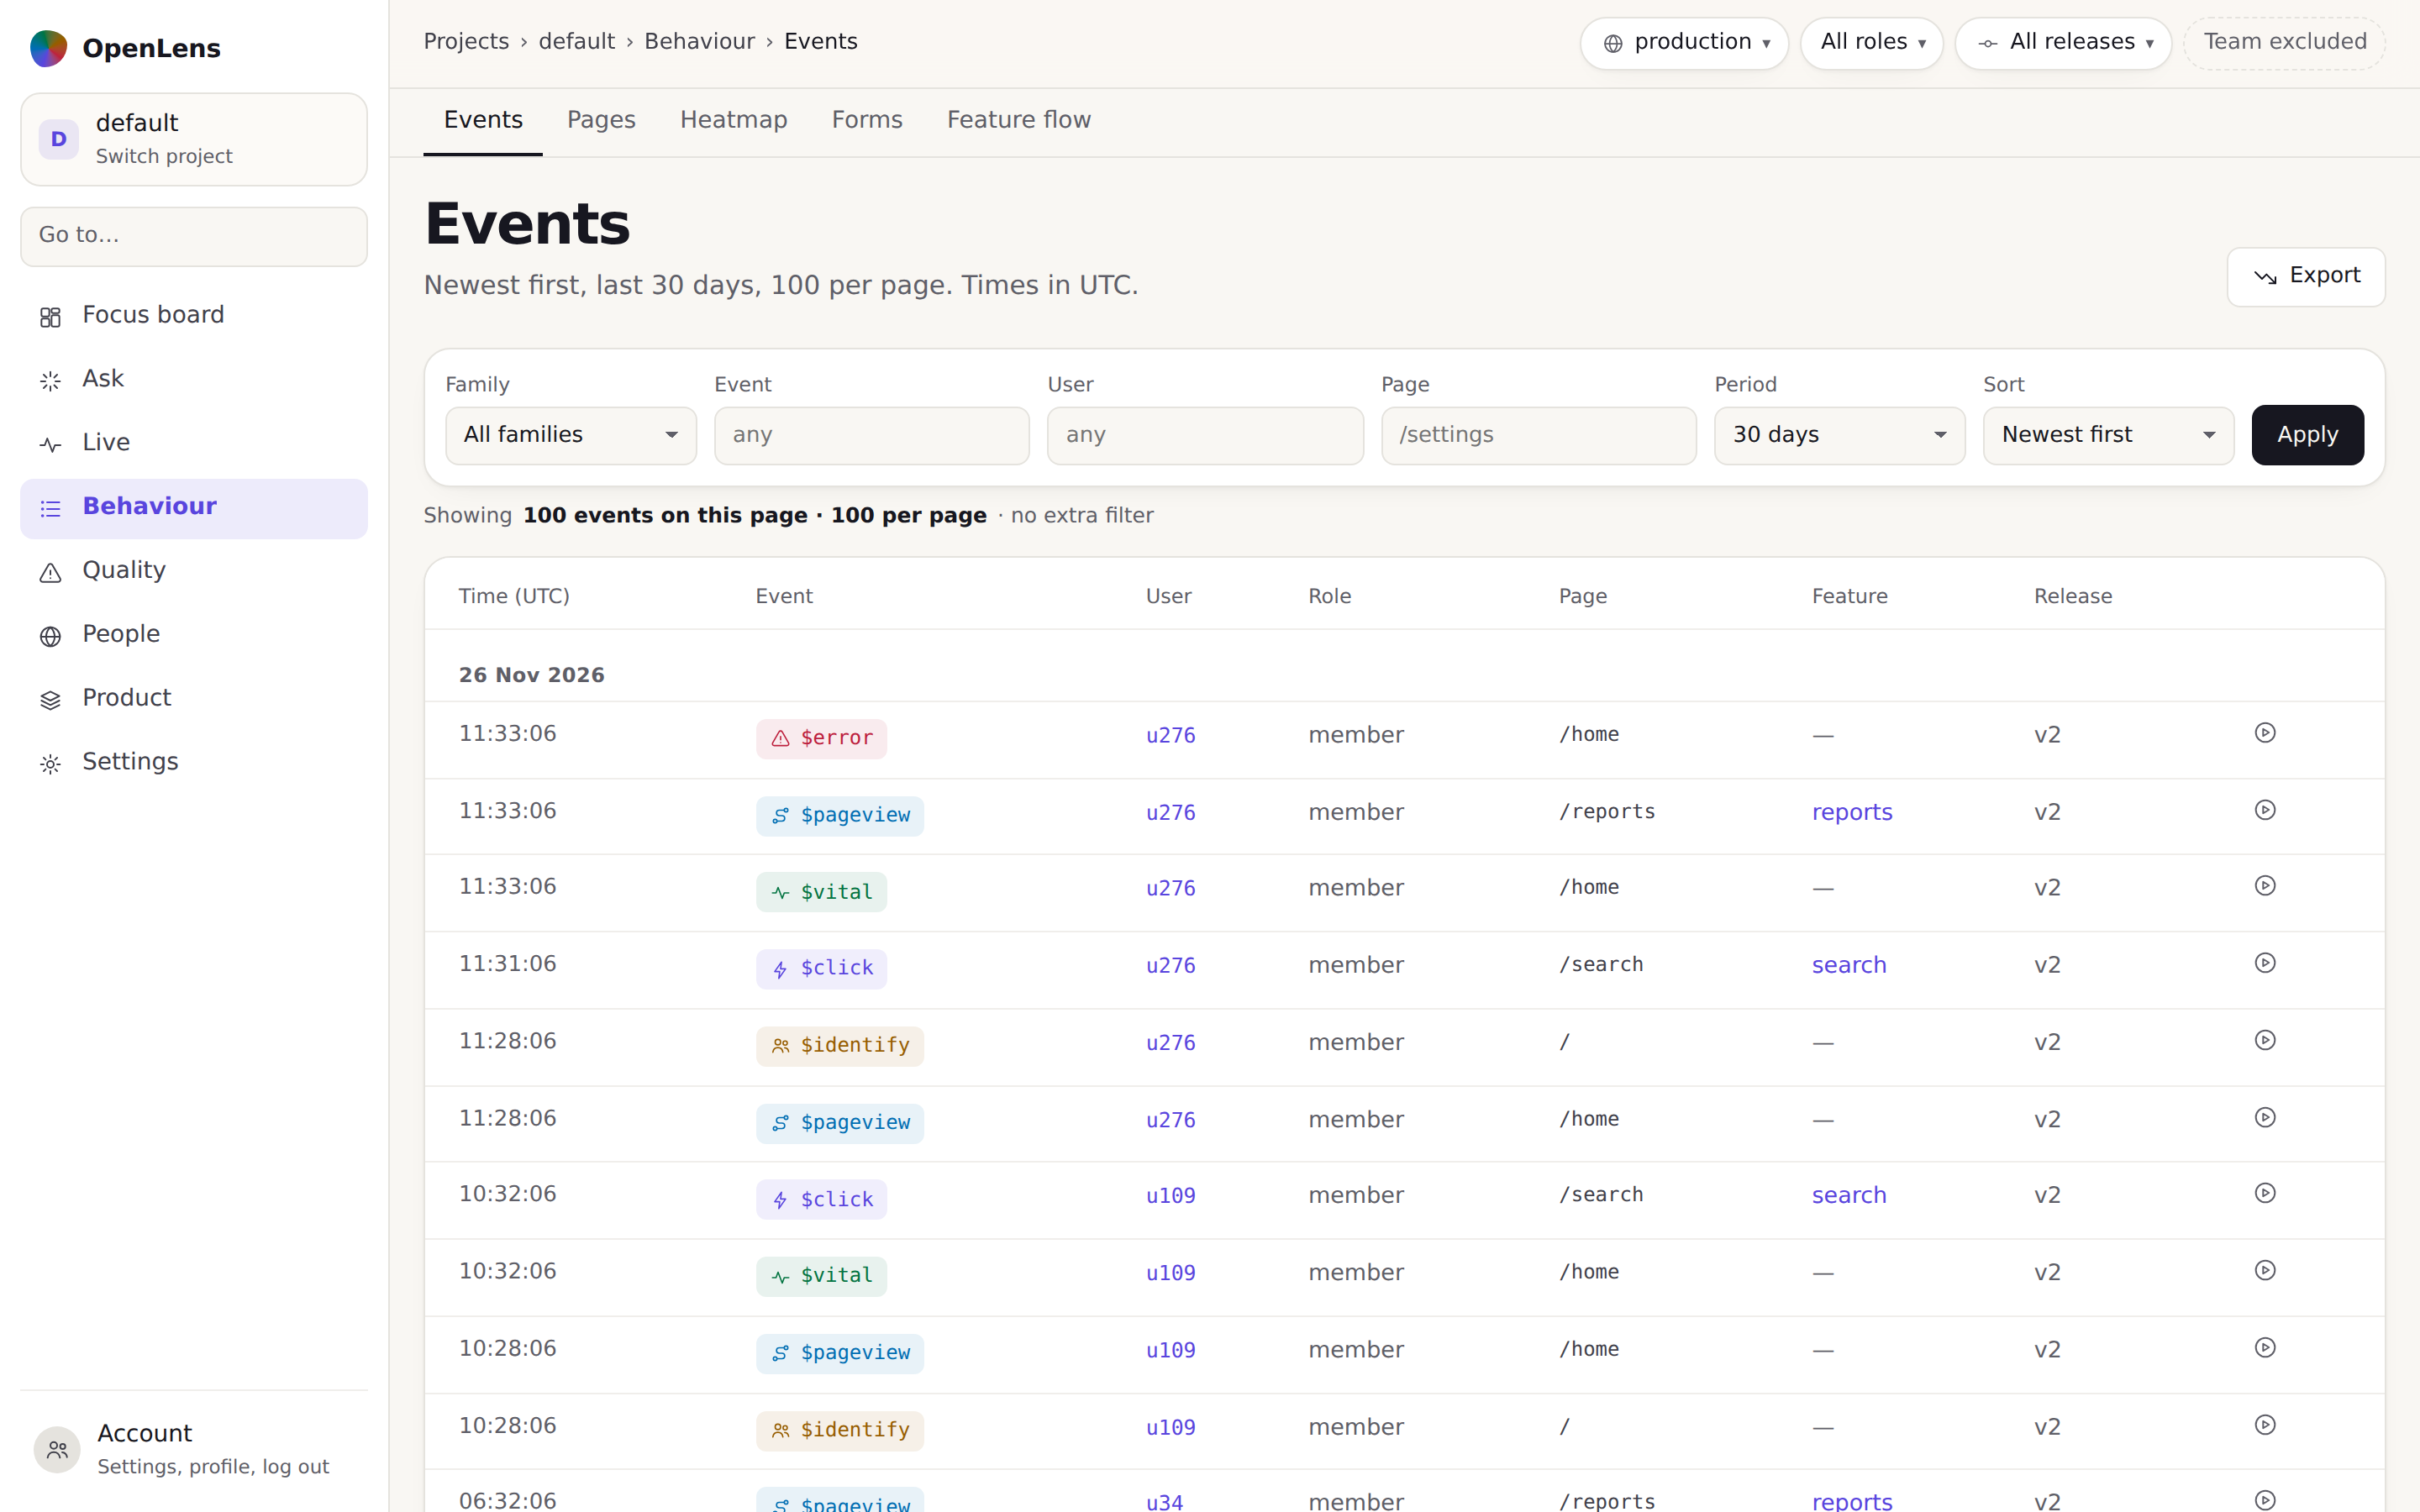 OpenLens
D default
Switch project
Go to...
Focus board
Ask
Live
Behaviour
Quality
People
Product
Settings
Account
Settings, profile, log out
Projects › default › Behaviour › Events
production ▾ All roles ▾ All releases ▾ Team excluded
Events Pages Heatmap Forms Feature flow
Events
Newest first, last 30 days, 100 per page. Times in UTC.
Export
Family Event User Page Period Sort
All families any any /settings 30 days Newest first Apply
Showing 100 events on this page · 100 per page · no extra filter
Time (UTC) Event User Role Page Feature Release
26 Nov 2026
11:33:06 $error u276 member /home — v2
11:33:06 $pageview u276 member /reports reports v2
11:33:06 $vital u276 member /home — v2
11:31:06 $click u276 member /search search v2
11:28:06 $identify u276 member / — v2
11:28:06 $pageview u276 member /home — v2
10:32:06 $click u109 member /search search v2
10:32:06 $vital u109 member /home — v2
10:28:06 $pageview u109 member /home — v2
10:28:06 $identify u109 member / — v2
06:32:06 $pageview u34 member /reports reports v2